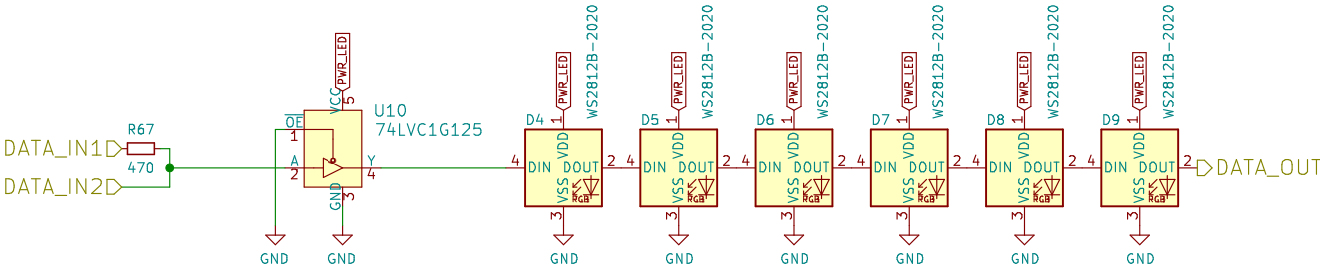 DATA_IN1
R67
470
DATA_IN2
PWR_LED
VCC
5
OE
1
A
2
Y
4
GND
3
U10
74LVC1G125
GND
GND
D4
PWR_LED
WS2812B-2020
1
VDD
4
DIN
DOUT
2
VSS
RGB
3
GND
D5
PWR_LED
WS2812B-2020
1
VDD
4
DIN
DOUT
2
VSS
RGB
3
GND
D6
PWR_LED
WS2812B-2020
1
VDD
4
DIN
DOUT
2
VSS
RGB
3
GND
D7
PWR_LED
WS2812B-2020
1
VDD
4
DIN
DOUT
2
VSS
RGB
3
GND
D8
PWR_LED
WS2812B-2020
1
VDD
4
DIN
DOUT
2
VSS
RGB
3
GND
D9
PWR_LED
WS2812B-2020
1
VDD
4
DIN
DOUT
2
VSS
RGB
3
GND
DATA_OUT